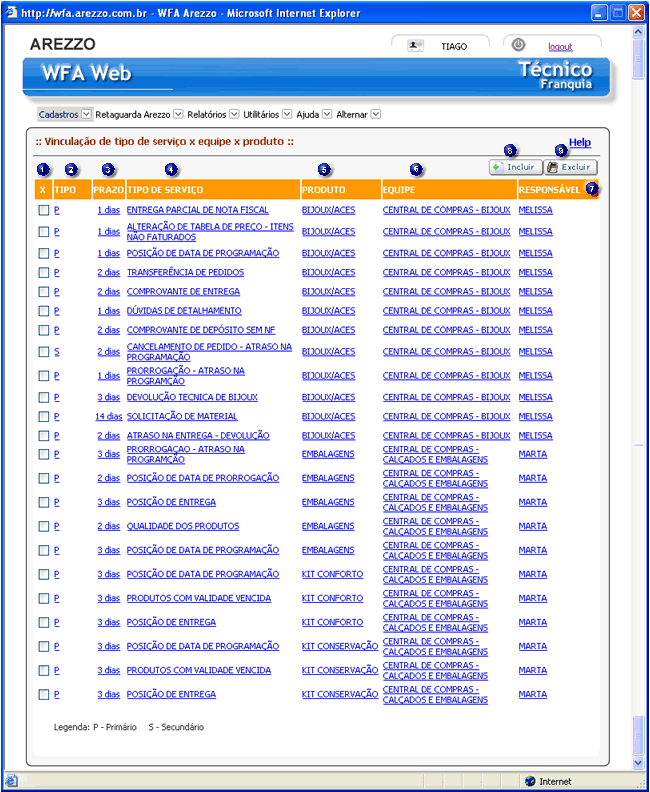 http://wfa.arezzo.com.br - WFA Arezzo - Microsoft Internet Explorer
AREZZO
TIAGO
logout
WFA Web
Técnico
Franquia
Cadastros Retaguarda Arezzo Relatórios Utilitários Ajuda Alternar
:: Vinculação de tipo de serviço x equipe x produto ::
Help
8 9
Incluir Excluir
1 2 3 4 5 6 7
X TIPO PRAZO TIPO DE SERVIÇO PRODUTO EQUIPE RESPONSÁVEL
P 1 dias ENTREGA PARCIAL DE NOTA FISCAL BIJOUX/ACES CENTRAL DE COMPRAS - BIJOUX MELISSA
P 1 dias ALTERAÇÃO DE TABELA DE PREÇO - ITENS BIJOUX/ACES CENTRAL DE COMPRAS - BIJOUX MELISSA
NÃO FATURADOS
P 1 dias POSIÇÃO DE DATA DE PROGRAMAÇÃO BIJOUX/ACES CENTRAL DE COMPRAS - BIJOUX MELISSA
P 2 dias TRANSFERÊNCIA DE PEDIDOS BIJOUX/ACES CENTRAL DE COMPRAS - BIJOUX MELISSA
P 2 dias COMPROVANTE DE ENTREGA BIJOUX/ACES CENTRAL DE COMPRAS - BIJOUX MELISSA
P 1 dias DÚVIDAS DE DETALHAMENTO BIJOUX/ACES CENTRAL DE COMPRAS - BIJOUX MELISSA
P 2 dias COMPROVANTE DE DEPÓSITO SEM NF BIJOUX/ACES CENTRAL DE COMPRAS - BIJOUX MELISSA
S 2 dias CANCELAMENTO DE PEDIDO - ATRASO NA BIJOUX/ACES CENTRAL DE COMPRAS - BIJOUX MELISSA
PROGRAMAÇÃO
P 1 dias PRORROGAÇÃO - ATRASO NA BIJOUX/ACES CENTRAL DE COMPRAS - BIJOUX MELISSA
PROGRAMÇÃO
P 3 dias DEVOLUÇÃO TECNICA DE BIJOUX BIJOUX/ACES CENTRAL DE COMPRAS - BIJOUX MELISSA
P 14 dias SOLICITAÇÃO DE MATERIAL BIJOUX/ACES CENTRAL DE COMPRAS - BIJOUX MELISSA
P 2 dias ATRASO NA ENTREGA - DEVOLUÇÃO BIJOUX/ACES CENTRAL DE COMPRAS - BIJOUX MELISSA
P 3 dias PRORROGAÇAO - ATRASO NA EMBALAGENS CENTRAL DE COMPRAS - MARTA
PROGRAMÇÃO CALÇADOS E EMBALAGENS
P 2 dias POSIÇÃO DE DATA DE PRORROGAÇÃO EMBALAGENS CENTRAL DE COMPRAS - MARTA
CALÇADOS E EMBALAGENS
P 3 dias POSIÇÃO DE ENTREGA EMBALAGENS CENTRAL DE COMPRAS - MARTA
CALÇADOS E EMBALAGENS
P 2 dias QUALIDADE DOS PRODUTOS EMBALAGENS CENTRAL DE COMPRAS - MARTA
CALÇADOS E EMBALAGENS
P 3 dias POSIÇÃO DE DATA DE PROGRAMAÇÃO EMBALAGENS CENTRAL DE COMPRAS - MARTA
CALÇADOS E EMBALAGENS
P 3 dias POSIÇÃO DE DATA DE PROGRAMAÇÃO KIT CONFORTO CENTRAL DE COMPRAS - MARTA
CALÇADOS E EMBALAGENS
P 3 dias PRODUTOS COM VALIDADE VENCIDA KIT CONFORTO CENTRAL DE COMPRAS - MARTA
CALÇADOS E EMBALAGENS
P 3 dias POSIÇÃO DE ENTREGA KIT CONFORTO CENTRAL DE COMPRAS - MARTA
CALÇADOS E EMBALAGENS
P 3 dias POSIÇÃO DE DATA DE PROGRAMAÇÃO KIT CONSERVAÇÃO CENTRAL DE COMPRAS - MARTA
CALÇADOS E EMBALAGENS
P 3 dias PRODUTOS COM VALIDADE VENCIDA KIT CONSERVAÇÃO CENTRAL DE COMPRAS - MARTA
CALÇADOS E EMBALAGENS
P 3 dias POSIÇÃO DE ENTREGA KIT CONSERVAÇÃO CENTRAL DE COMPRAS - MARTA
CALÇADOS E EMBALAGENS
Legenda: P - Primário S - Secundário
Internet